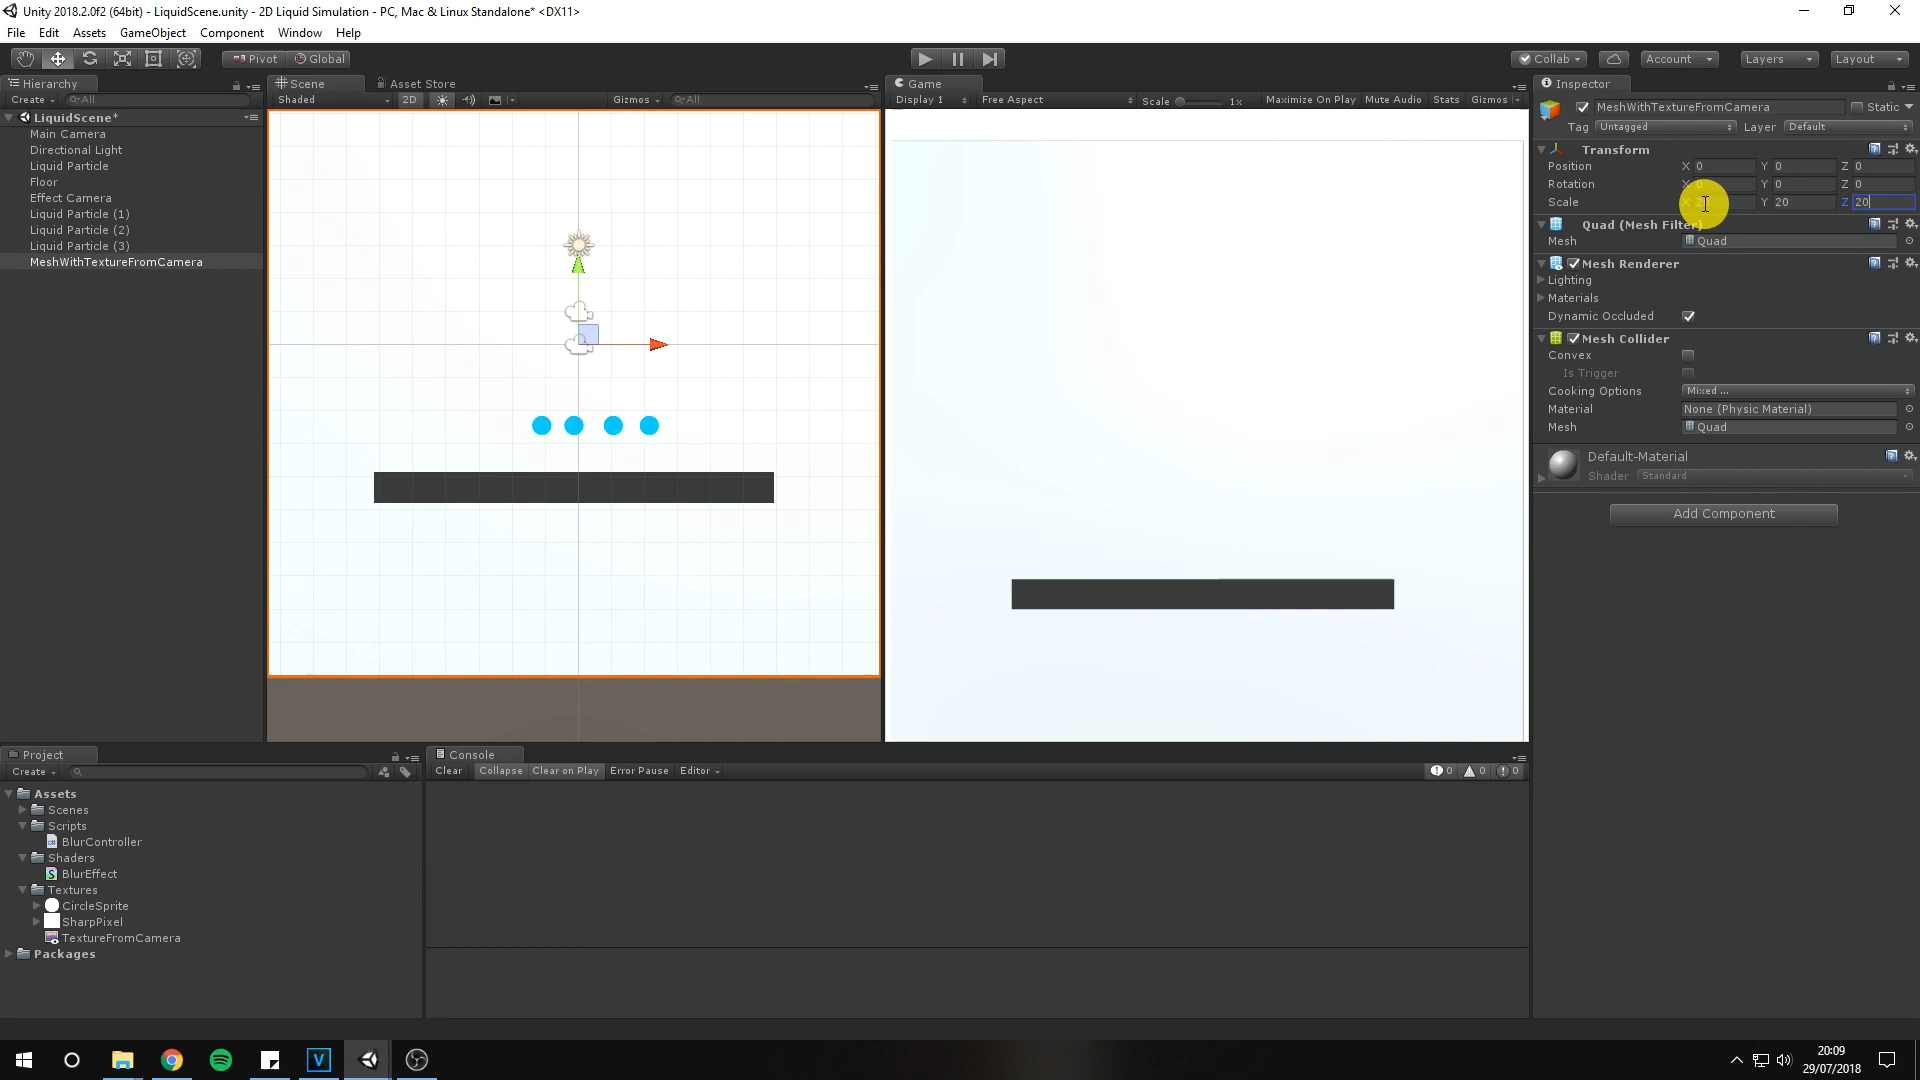 Unity 2018.2.0f2 (64bit) - LiquidScene.unity - 2D Liquid Simulation - PC, Mac & Linux Standalone* <DX11>
File Edit Assets GameObject Component Window Help
Pivot Global Collab Account Layers Layout
Hierarchy
Create All
LiquidScene*
Main Camera
Directional Light
Liquid Particle
Floor
Effect Camera
Liquid Particle (1)
Liquid Particle (2)
Liquid Particle (3)
MeshWithTextureFromCamera
Scene Asset Store
Shaded 2D Gizmos All
Game
Display 1 Free Aspect Scale 1x Maximize On Play Mute Audio Stats Gizmos
Inspector
MeshWithTextureFromCamera Static
Tag Untagged Layer Default
Transform
Position X 0 Y 0 Z 0
Rotation X 0 Y 0 Z 0
Scale X Y 20 Z 20
Quad (Mesh Filter)
Mesh Quad
Mesh Renderer
Lighting
Materials
Dynamic Occluded
Mesh Collider
Convex
Is Trigger
Cooking Options Mixed ...
Material None (Physic Material)
Mesh Quad
Default-Material
Shader Standard
Add Component
Project
Create
Assets
Scenes
Scripts
BlurController
Shaders
BlurEffect
Textures
CircleSprite
SharpPixel
TextureFromCamera
Packages
Console
Clear Collapse Clear on Play Error Pause Editor 0 0 0
20:09
29/07/2018